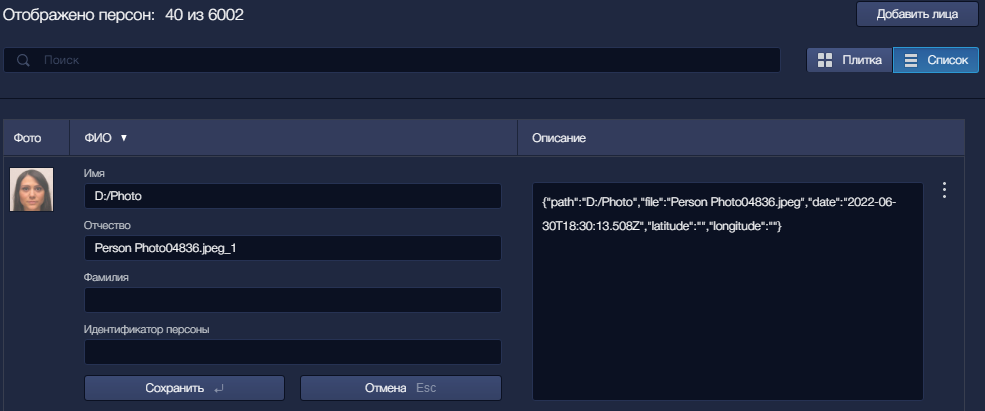 Отображено персон: 40 из 6002
Добавить лица
Поиск
Плитка
Список
Фото
ФИО ▼
Описание
Имя
D:/Photo
Отчество
Person Photo04836.jpeg_1
Фамилия
Идентификатор персоны
Сохранить ↵
Отмена Esc
{"path":"D:/Photo","file":"Person Photo04836.jpeg","date":"2022-06-
30T18:30:13.508Z","latitude":"","longitude":""}